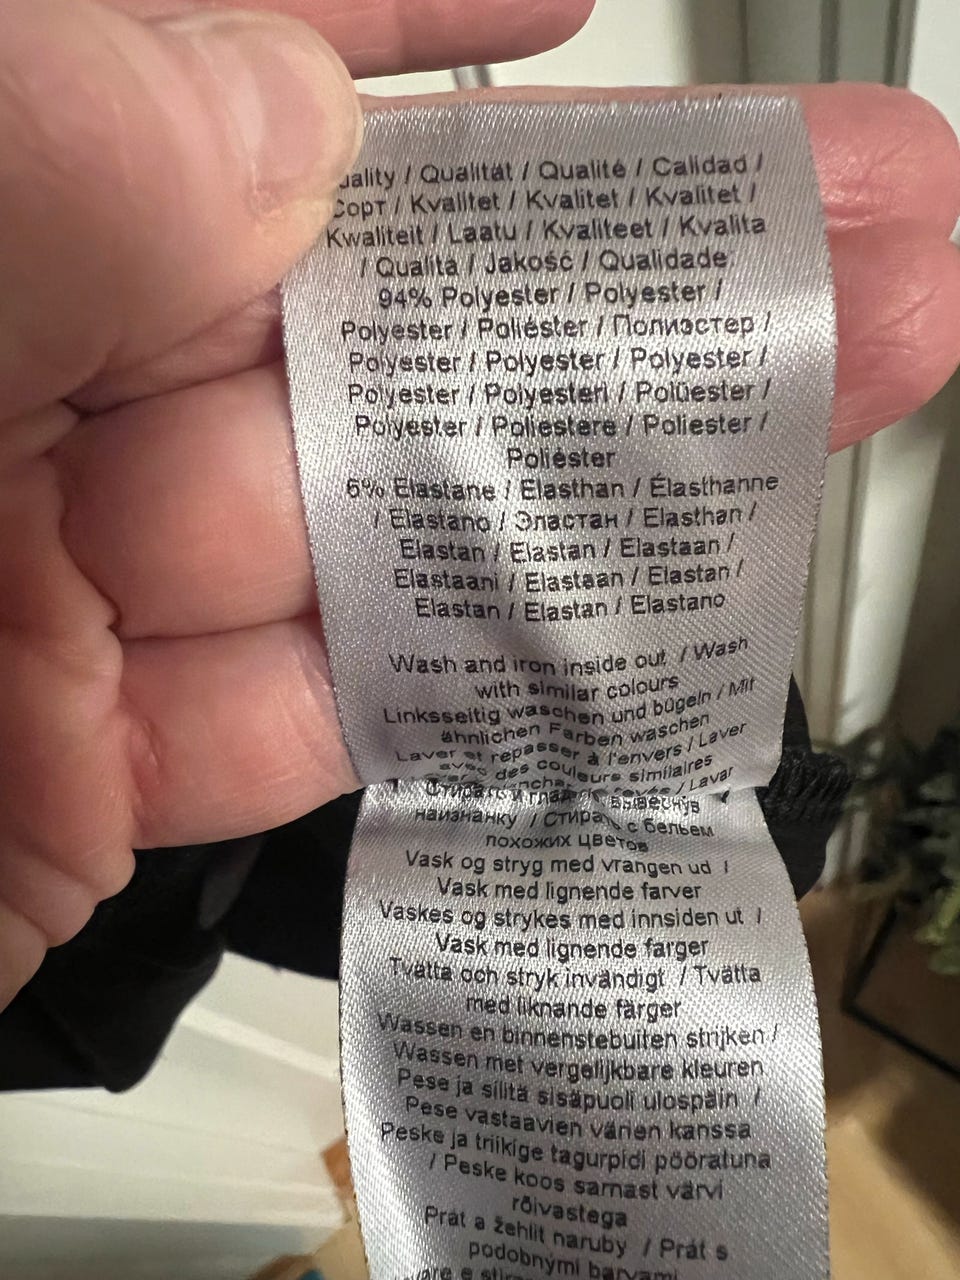 uality / Qualität / Qualité / Calidad /
Сорт / Kvalitet / Kvalitet / Kvalitet /
Kwaliteit / Laatu / Kvaliteet / Kvalita
/ Qualita / Jakość / Qualidade:
94% Polyester / Polyester /
Polyester / Poliéster / Полиэстер /
Polyester / Polyester / Polyester /
Polyester / Polyesteri / Polüester /
Polyester / Poliestere / Poliester /
Poliéster
6% Elastane / Elasthan / Élasthanne
/ Elastano / Эластан / Elasthan /
Elastan / Elastan / Elastaan /
Elastaani / Elastaan / Elastan /
Elastan / Elastan / Elastano
Wash and iron inside out / Wash
with similar colours
Linksseitig waschen und bügeln / Mit
ähnlichen Farben waschen
Laver et repasser à l'envers / Laver
avec des couleurs similaires
/ Lavar
Стирать и гладить вывернув
наизнанку / Стирать с бельем
похожих цветов
Vask og stryg med vrangen ud /
Vask med lignende farver
Vaskes og strykes med innsiden ut /
Vask med lignende farger
Tvätta och stryk invändigt / Tvätta
med liknande färger
Wassen en binnenstebuiten strijken /
Wassen met vergelijkbare kleuren
Pese ja silitä sisäpuoli ulospäin /
Pese vastaavien värien kanssa
Peske ja triikige tagurpidi pööratuna
/ Peske koos samast värvi
rõivastega
Prát a žehlit naruby / Prát s
podobnými barvami